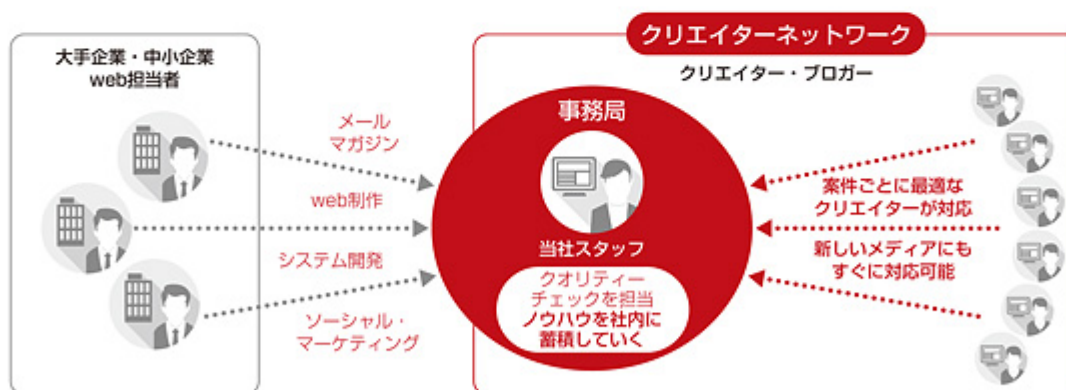 大手企業・中小企業
web担当者
メール
マガジン
web制作
システム開発
ソーシャル・
マーケティング
クリエイターネットワーク
クリエイター・ブロガー
事務局
当社スタッフ
クオリティー
チェックを担当
ノウハウを社内に
蓄積していく
案件ごとに最適な
クリエイターが対応
新しいメディアにも
すぐに対応可能